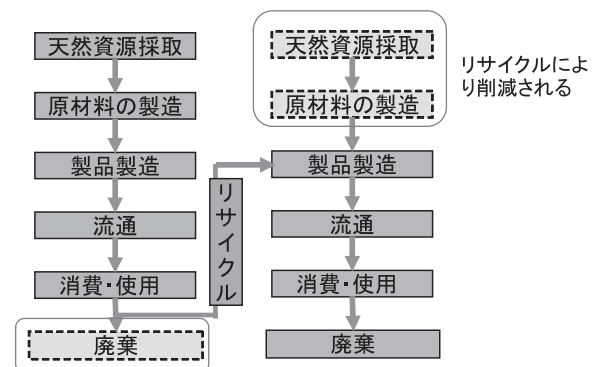 天然資源採取
原材料の製造
製品製造
流通
消費・使用
廃棄
リサイクル
天然資源採取
原材料の製造
製品製造
流通
消費・使用
廃棄
リサイクルによ
り削減される